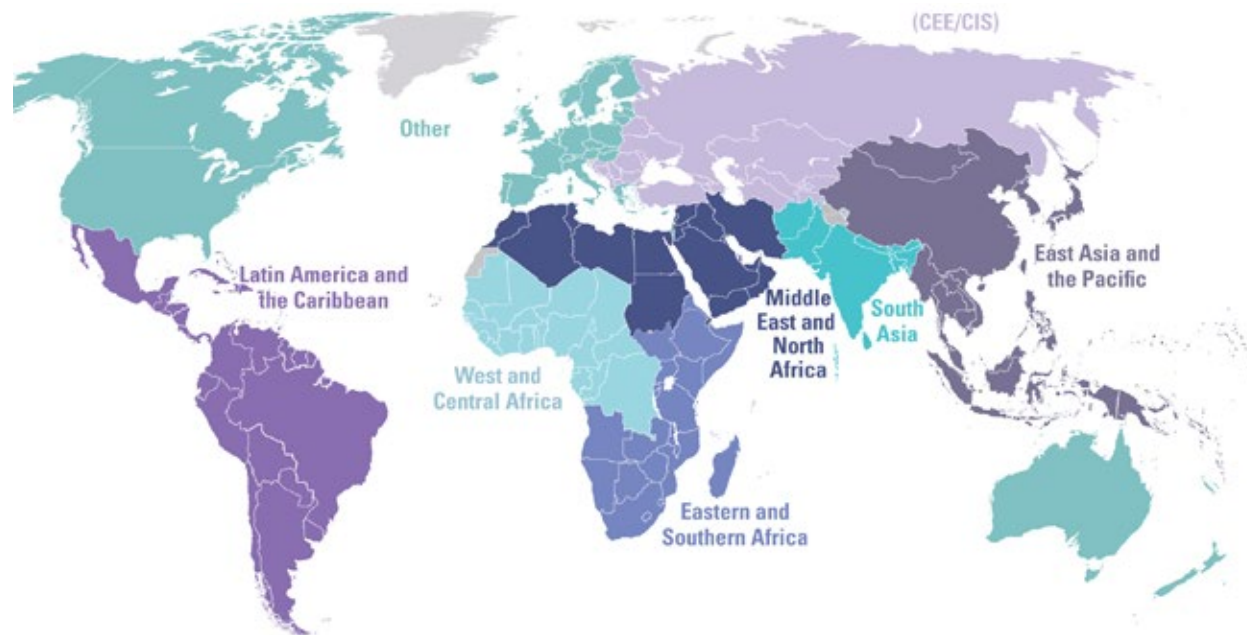 (CEE/CIS)
Other
Latin America and
the Caribbean
East Asia and
the Pacific
Middle
East and
North
Africa
South
Asia
West and
Central Africa
Eastern and
Southern Africa